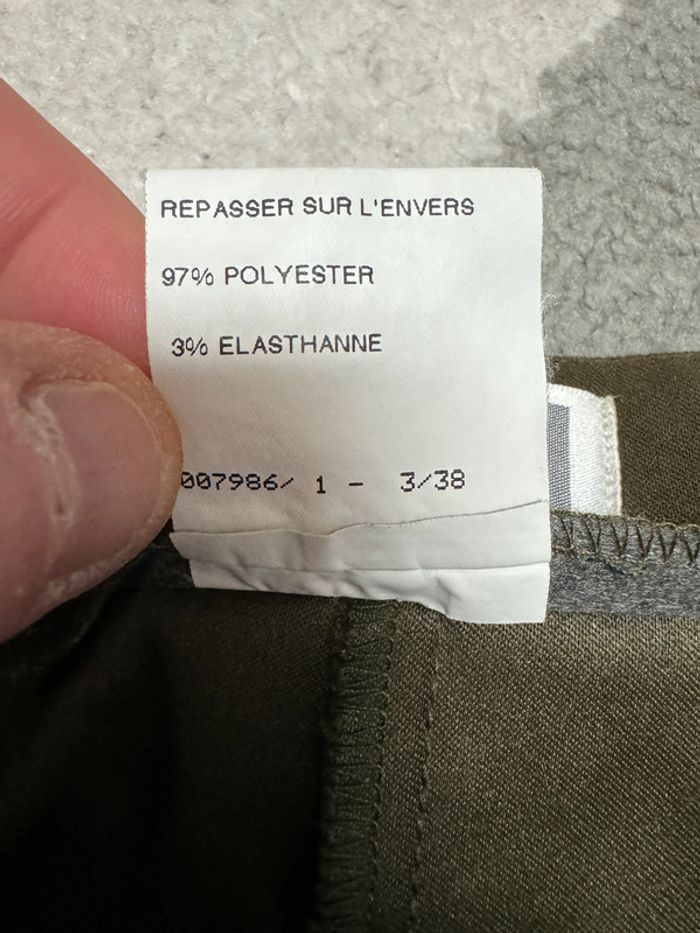 REPASSER SUR L'ENVERS
97% POLYESTER
3% ELASTHANNE
007986/ 1 - 3/38